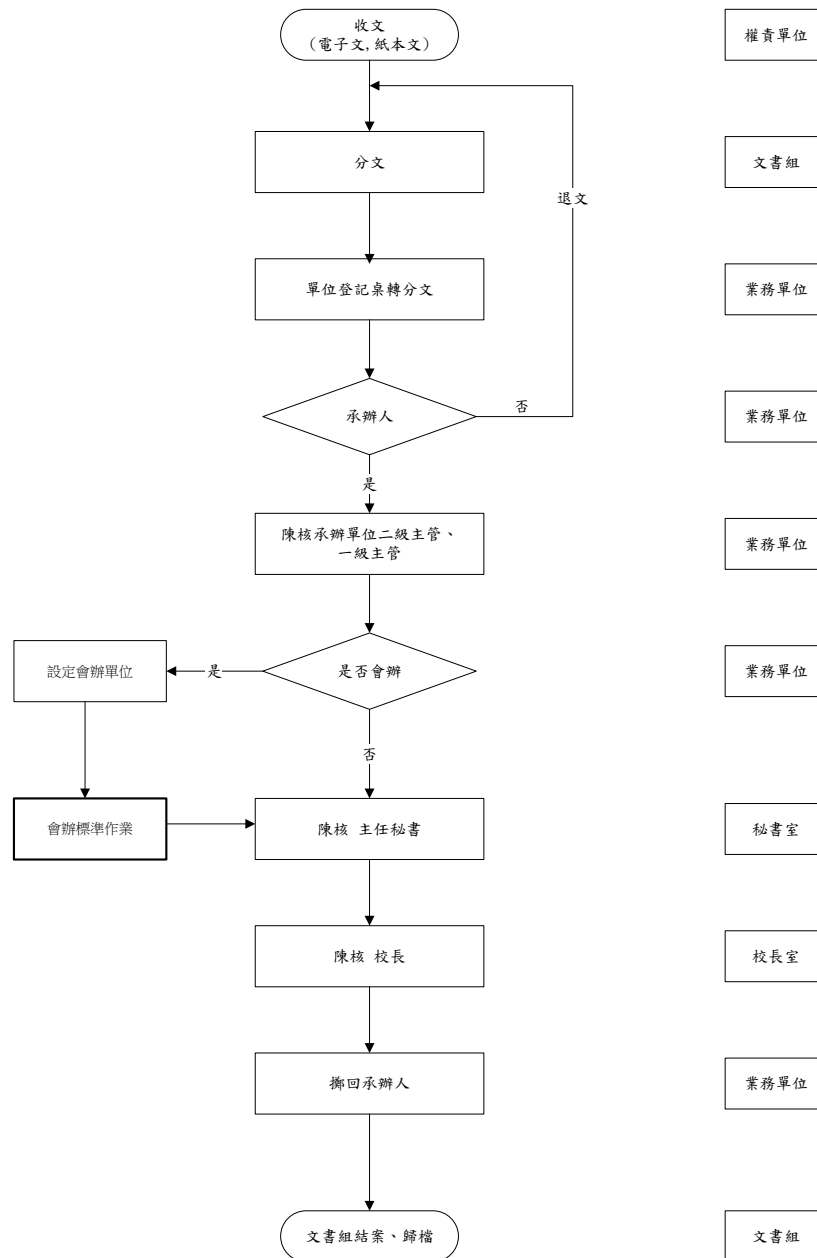 收文
(電子文,紙本文)
權責單位
分文
文書組
退文
單位登記桌轉分文
業務單位
承辦人
否
業務單位
是
陳核承辦單位二級主管、
一級主管
業務單位
設定會辦單位
是
是否會辦
業務單位
否
會辦標準作業
陳核 主任秘書
秘書室
陳核 校長
校長室
擲回承辦人
業務單位
文書組結案、歸檔
文書組